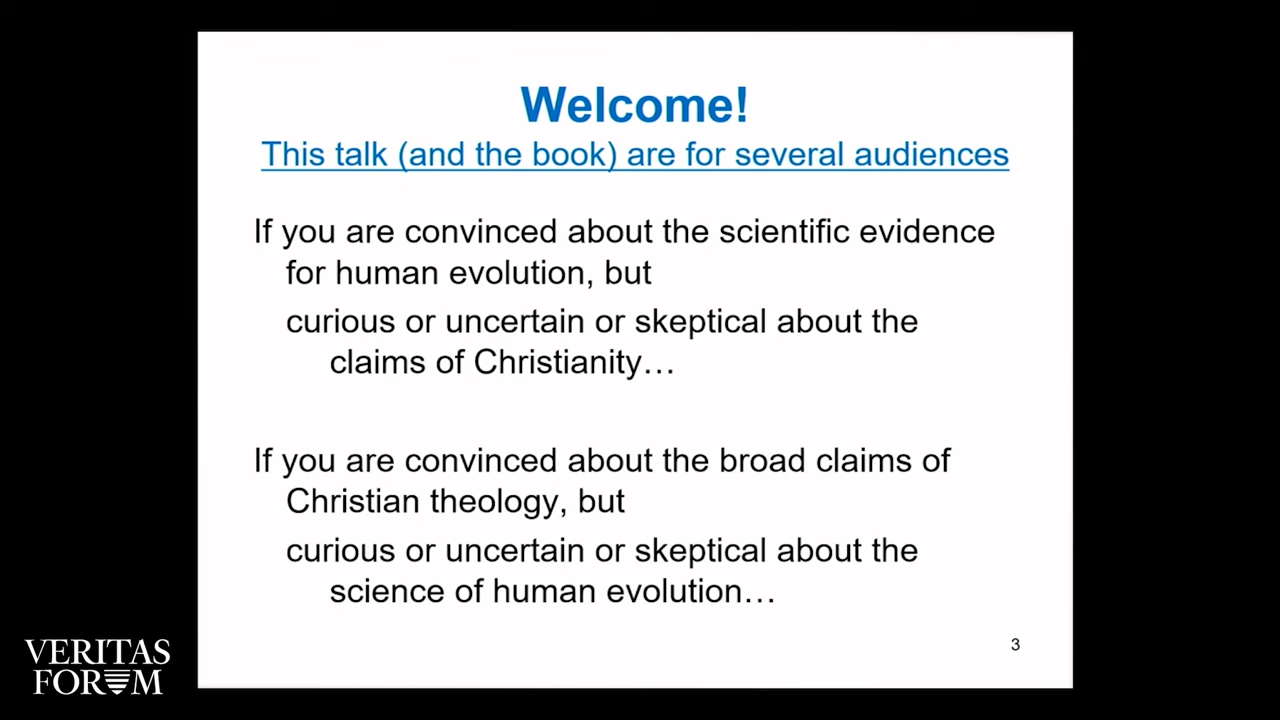 Welcome!
This talk (and the book) are for several audiences
If you are convinced about the scientific evidence
for human evolution, but
curious or uncertain or skeptical about the
claims of Christianity…
If you are convinced about the broad claims of
Christian theology, but
curious or uncertain or skeptical about the
science of human evolution…
3
VERITAS
FORUM